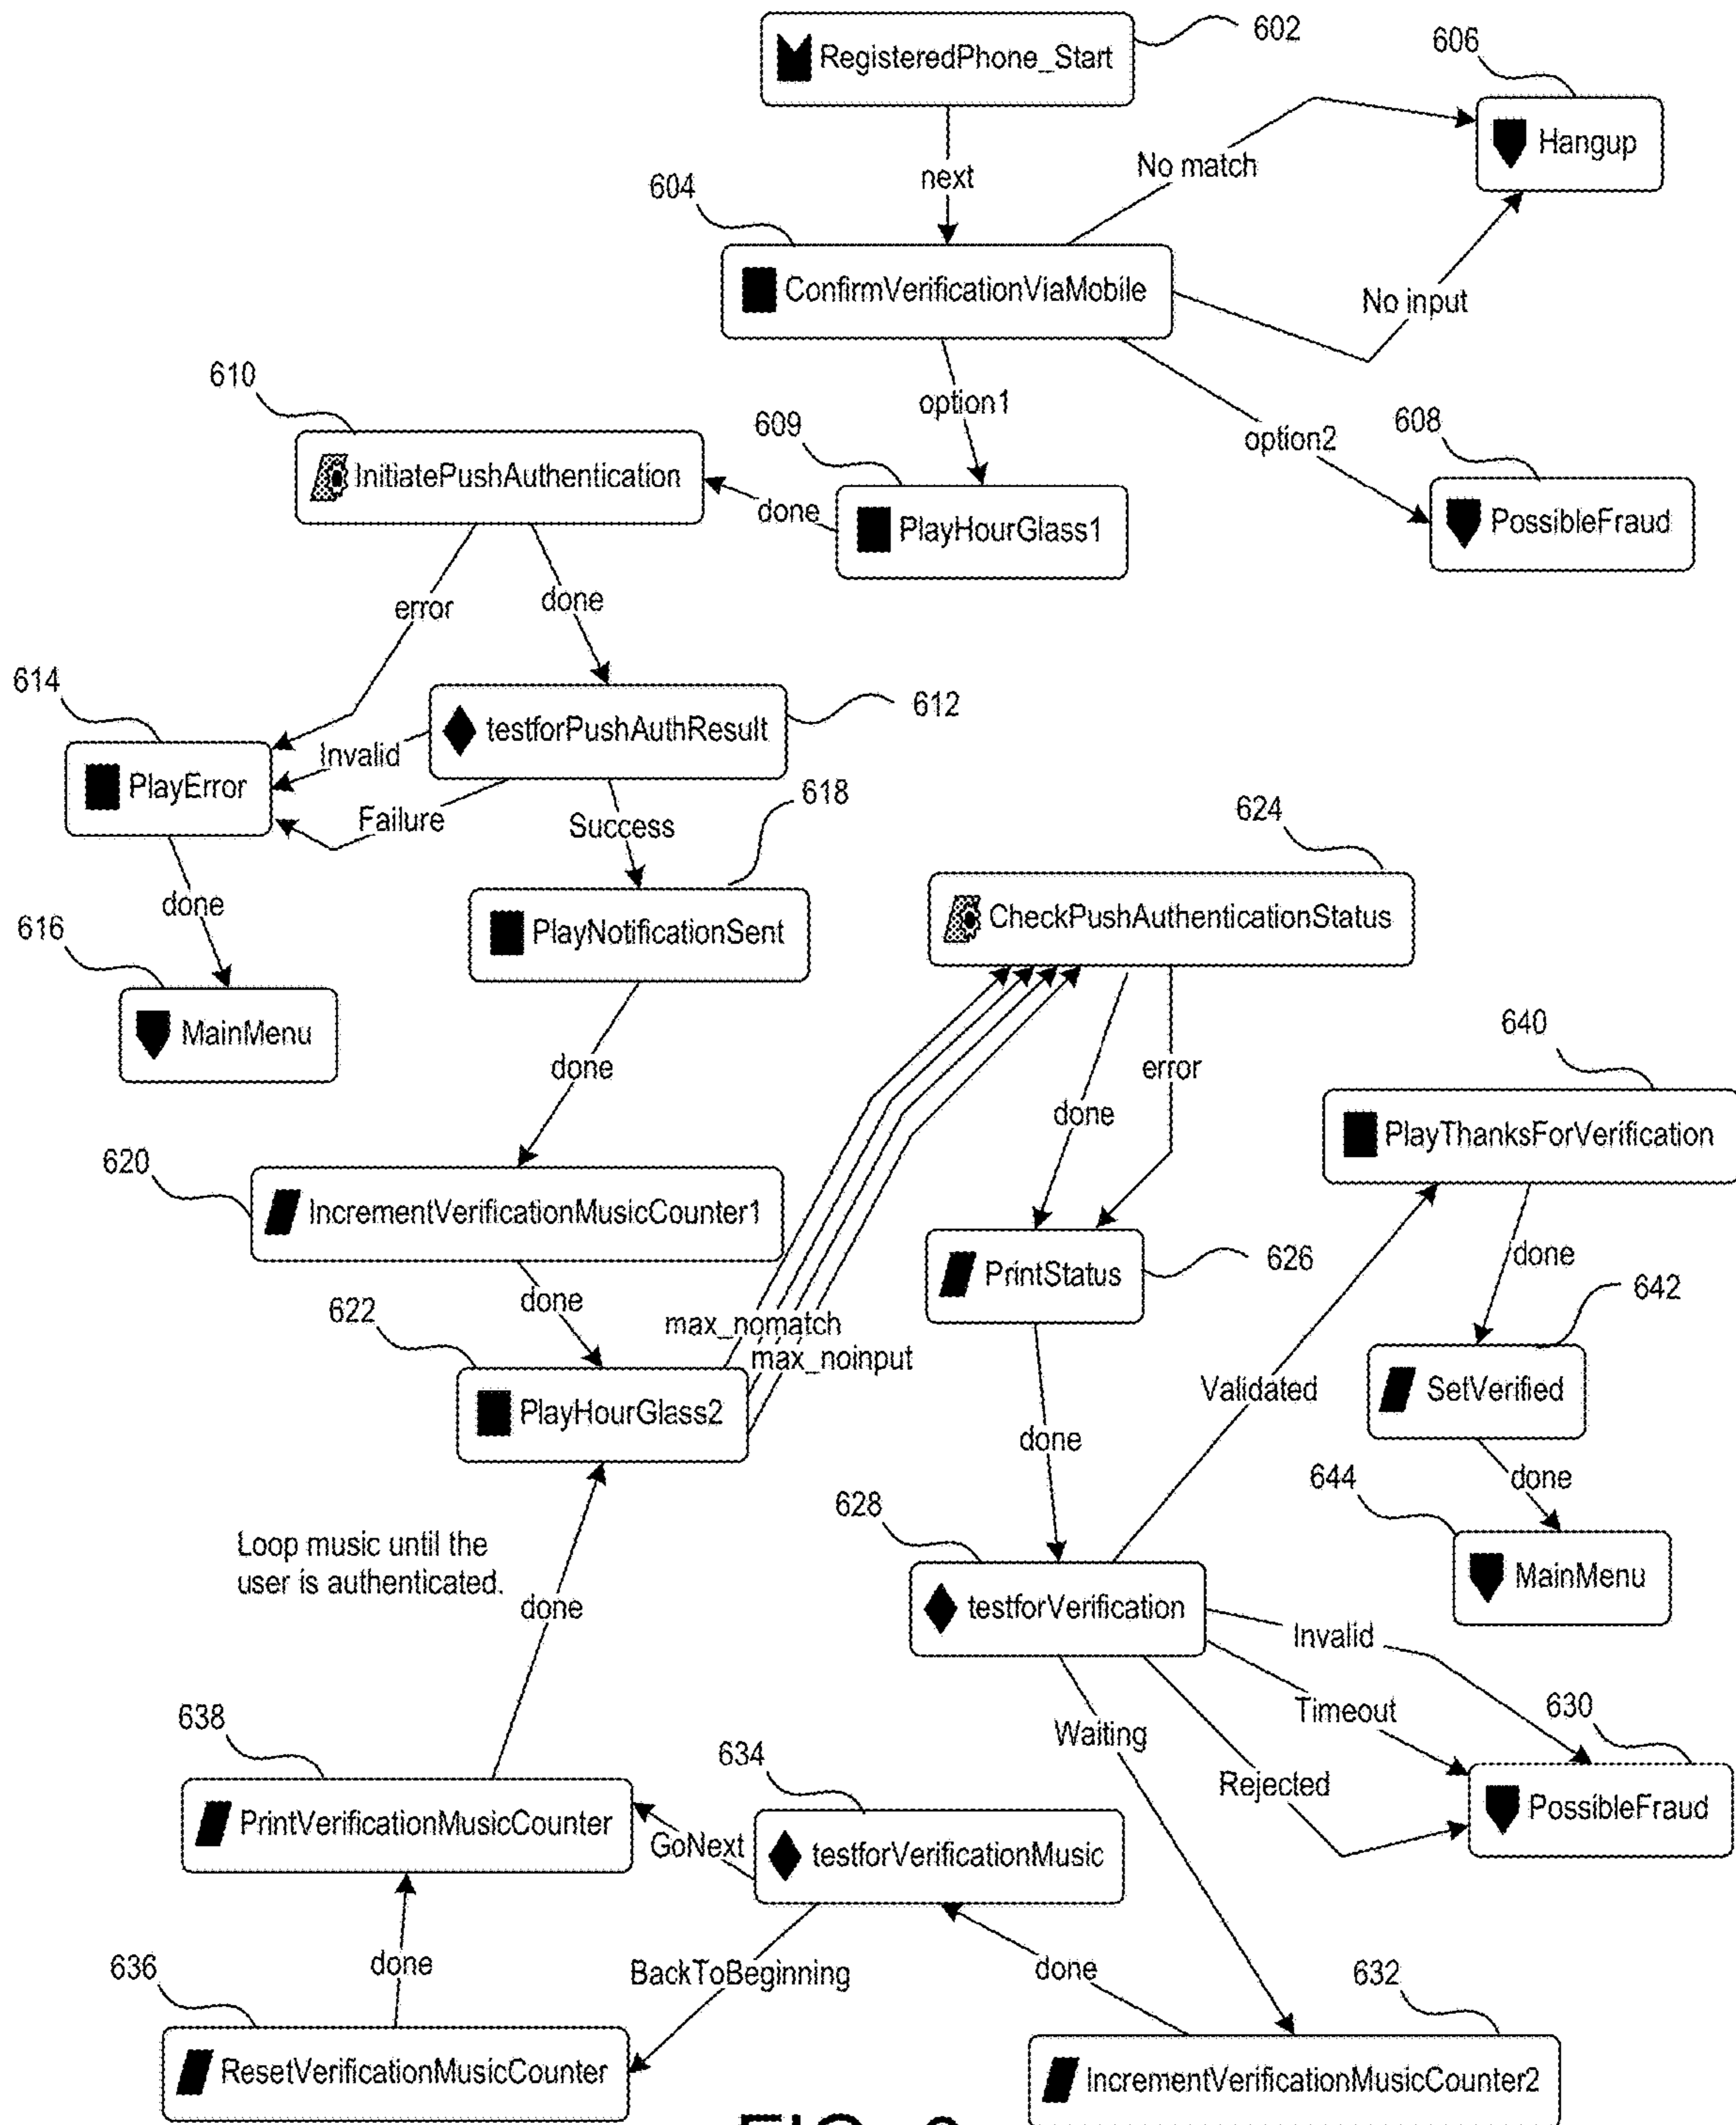 602
RegisteredPhone_Start
606
Hangup
No match
next
604
ConfirmVerificationViaMobile
No input
610
option1
609
option2
608
InitiatePushAuthentication
done
PlayHourGlass1
PossibleFraud
error
done
614
612
testforPushAuthResult
Invalid
PlayError
618
Failure
Success
624
done
PlayNotificationSent
CheckPushAuthenticationStatus
616
MainMenu
640
done
error
done
PlayThanksForVerification
620
IncrementVerificationMusicCounter1
done
626
PrintStatus
642
done
622
max_nomatch
max_noinput
PlayHourGlass2
Validated
SetVerified
done
done
644
628
Loop music until the
user is authenticated.
MainMenu
done
testforVerification
Invalid
638
Timeout
630
Waiting
634
Rejected
PrintVerificationMusicCounter
GoNext
testforVerificationMusic
PossibleFraud
636
done
BackToBeginning
done
632
ResetVerificationMusicCounter
IncrementVerificationMusicCounter2